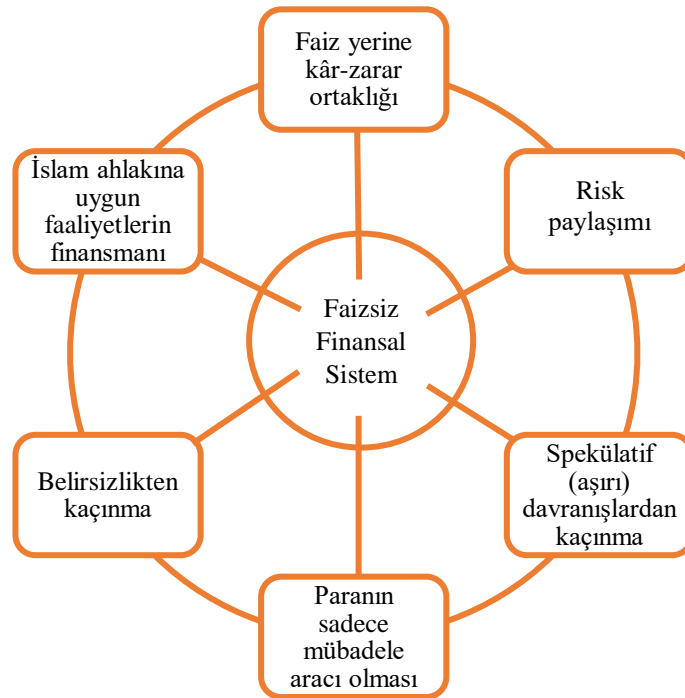 Faiz yerine
kâr-zarar
ortaklığı
Risk
paylaşımı
Spekülatif
(aşırı)
davranışlardan
kaçınma
Paranın
sadece
mübadele
aracı olması
Belirsizlikten
kaçınma
İslam ahlakına
uygun
faaliyetlerin
finansmanı
Faizsiz
Finansal
Sistem